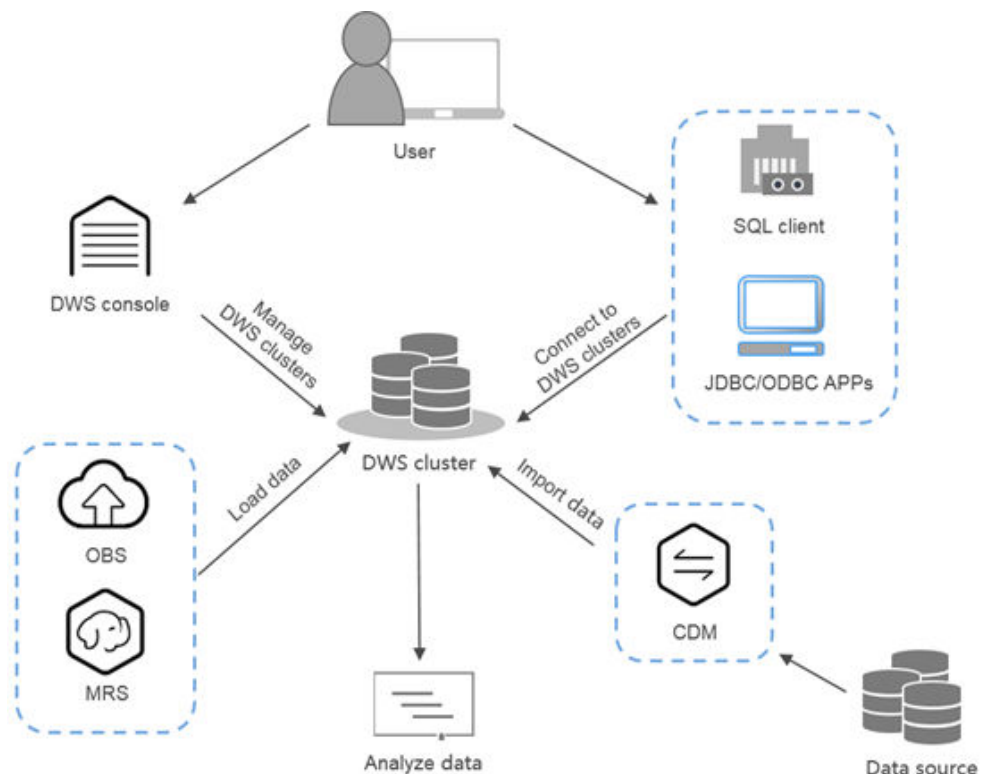 User
SQL client
DWS console
JDBC/ODBC APPs
Manage
DWS clusters
Connect to
DWS clusters
DWS cluster
Load data
Import data
OBS
MRS
CDM
Analyze data
Data source